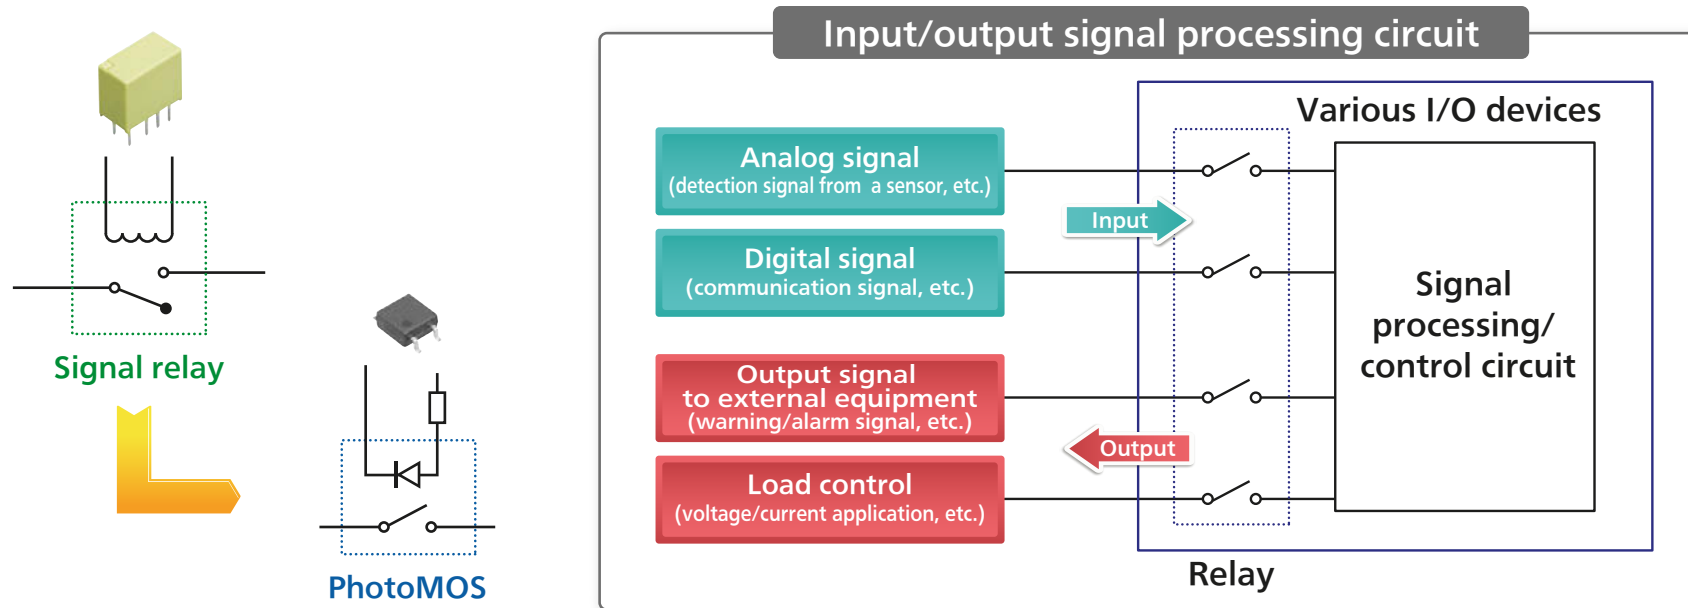 Input/output signal processing circuit
Signal relay
PhotoMOS
Various I/O devices
Analog signal
(detection signal from a sensor, etc.)
Input
Digital signal
(communication signal, etc.)
Output signal
to external equipment
(warning/alarm signal, etc.)
Output
Load control
(voltage/current application, etc.)
Signal
processing/
control circuit
Relay